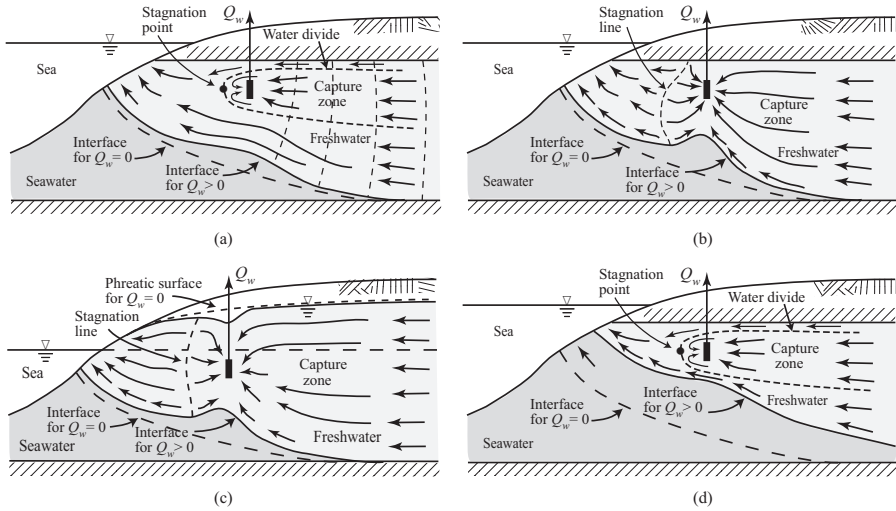 Stagnation
point
Q_w
Water divide
Sea
Capture
zone
Freshwater
Interface
for Q_w = 0
Interface
for Q_w > 0
Seawater
(a)
Stagnation
line
Q_w
Sea
Capture
zone
Freshwater
Interface
for Q_w = 0
Interface
for Q_w > 0
Seawater
(b)
Phreatic surface
for Q_w = 0
Q_w
Stagnation
line
Sea
Capture
zone
Interface
for Q_w = 0
Interface
for Q_w > 0
Freshwater
Seawater
(c)
Stagnation
point
Q_w
Water divide
Sea
Capture
zone
Interface
for Q_w = 0
Interface
for Q_w > 0
Freshwater
Seawater
(d)